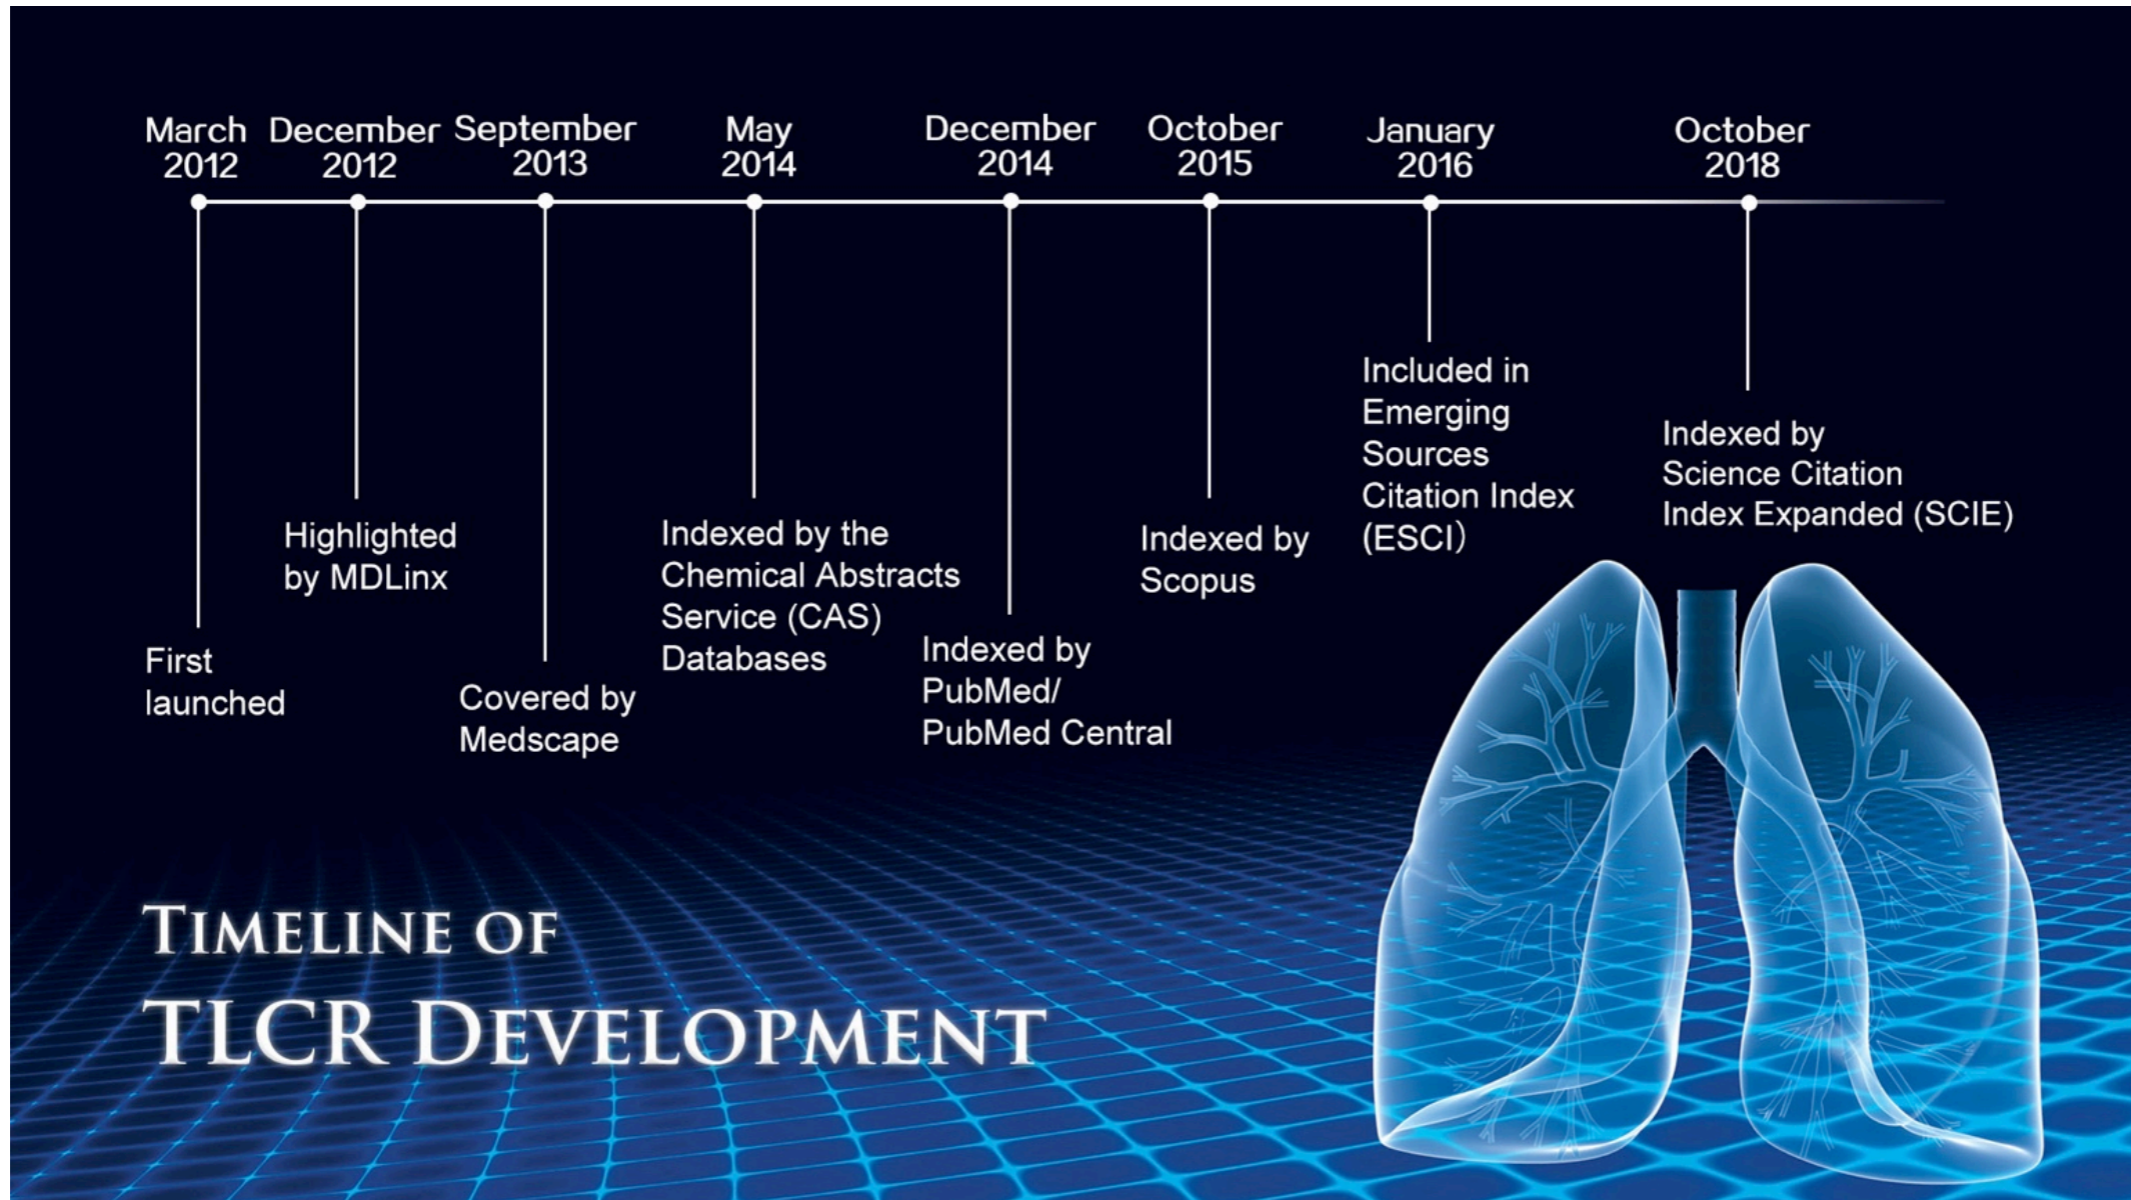 March
2012
December
2012
September
2013
May
2014
December
2014
October
2015
January
2016
October
2018
First
launched
Highlighted
by MDLinx
Covered by
Medscape
Indexed by the
Chemical Abstracts
Service (CAS)
Databases
Indexed by
PubMed/
PubMed Central
Indexed by
Scopus
Included in
Emerging
Sources
Citation Index
(ESCI）
Indexed by
Science Citation
Index Expanded (SCIE)
TIMELINE OF
TLCR DEVELOPMENT